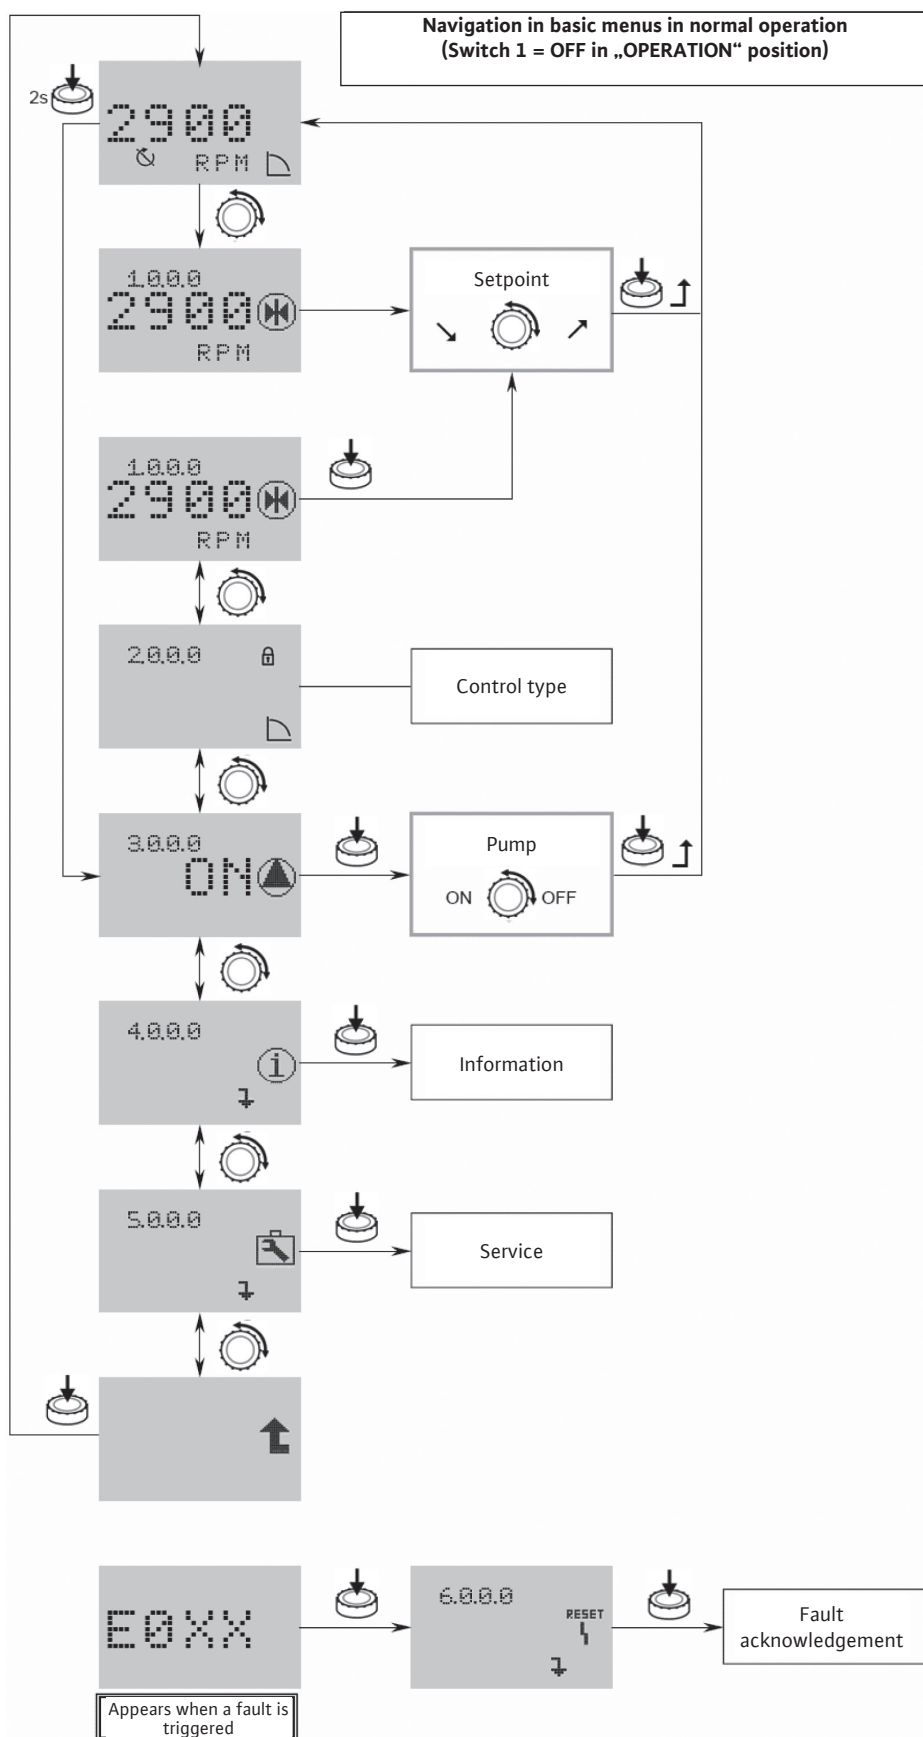 Navigation in basic menus in normal operation
(Switch 1 = OFF in „OPERATION“ position)
2s
2900
RPM
1.0.0.0
2900
RPM
Setpoint
1.0.0.0
2900
RPM
2.0.0.0
Control type
3.0.0.0
ON
Pump
ON OFF
4.0.0.0
i
Information
5.0.0.0
Service
E0XX
6.0.0.0
RESET
Fault
acknowledgement
Appears when a fault is
triggered